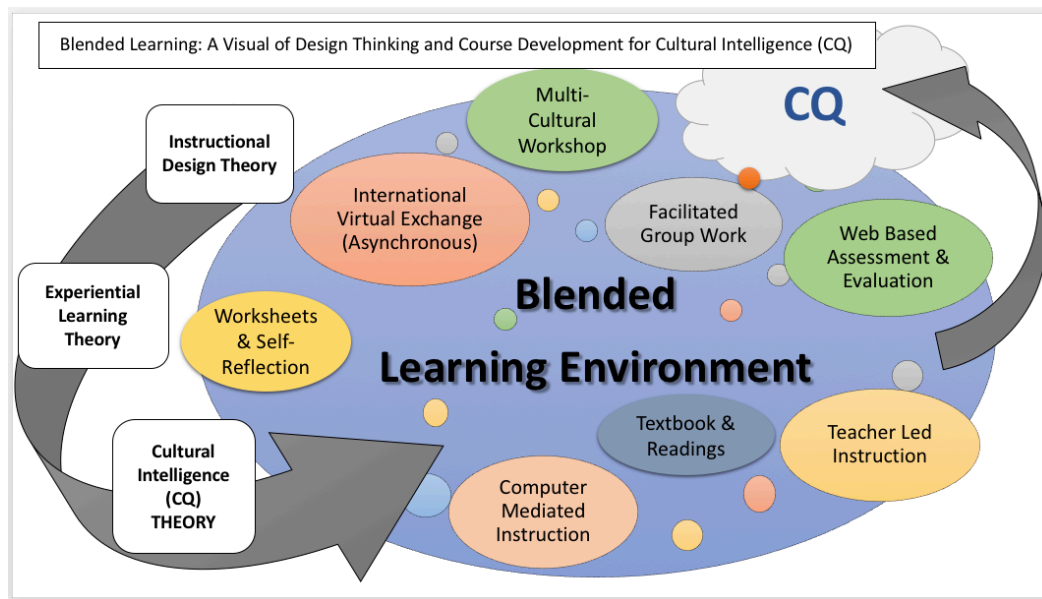 Blended Learning: A Visual of Design Thinking and Course Development for Cultural Intelligence (CQ)
CQ
Multi-
Cultural
Workshop
Instructional
Design Theory
International
Virtual Exchange
(Asynchronous)
Facilitated
Group Work
Web Based
Assessment &
Evaluation
Experiential
Learning
Theory
Worksheets
& Self-
Reflection
Blended
Learning Environment
Cultural
Intelligence
(CQ)
THEORY
Textbook &
Readings
Teacher Led
Instruction
Computer
Mediated
Instruction